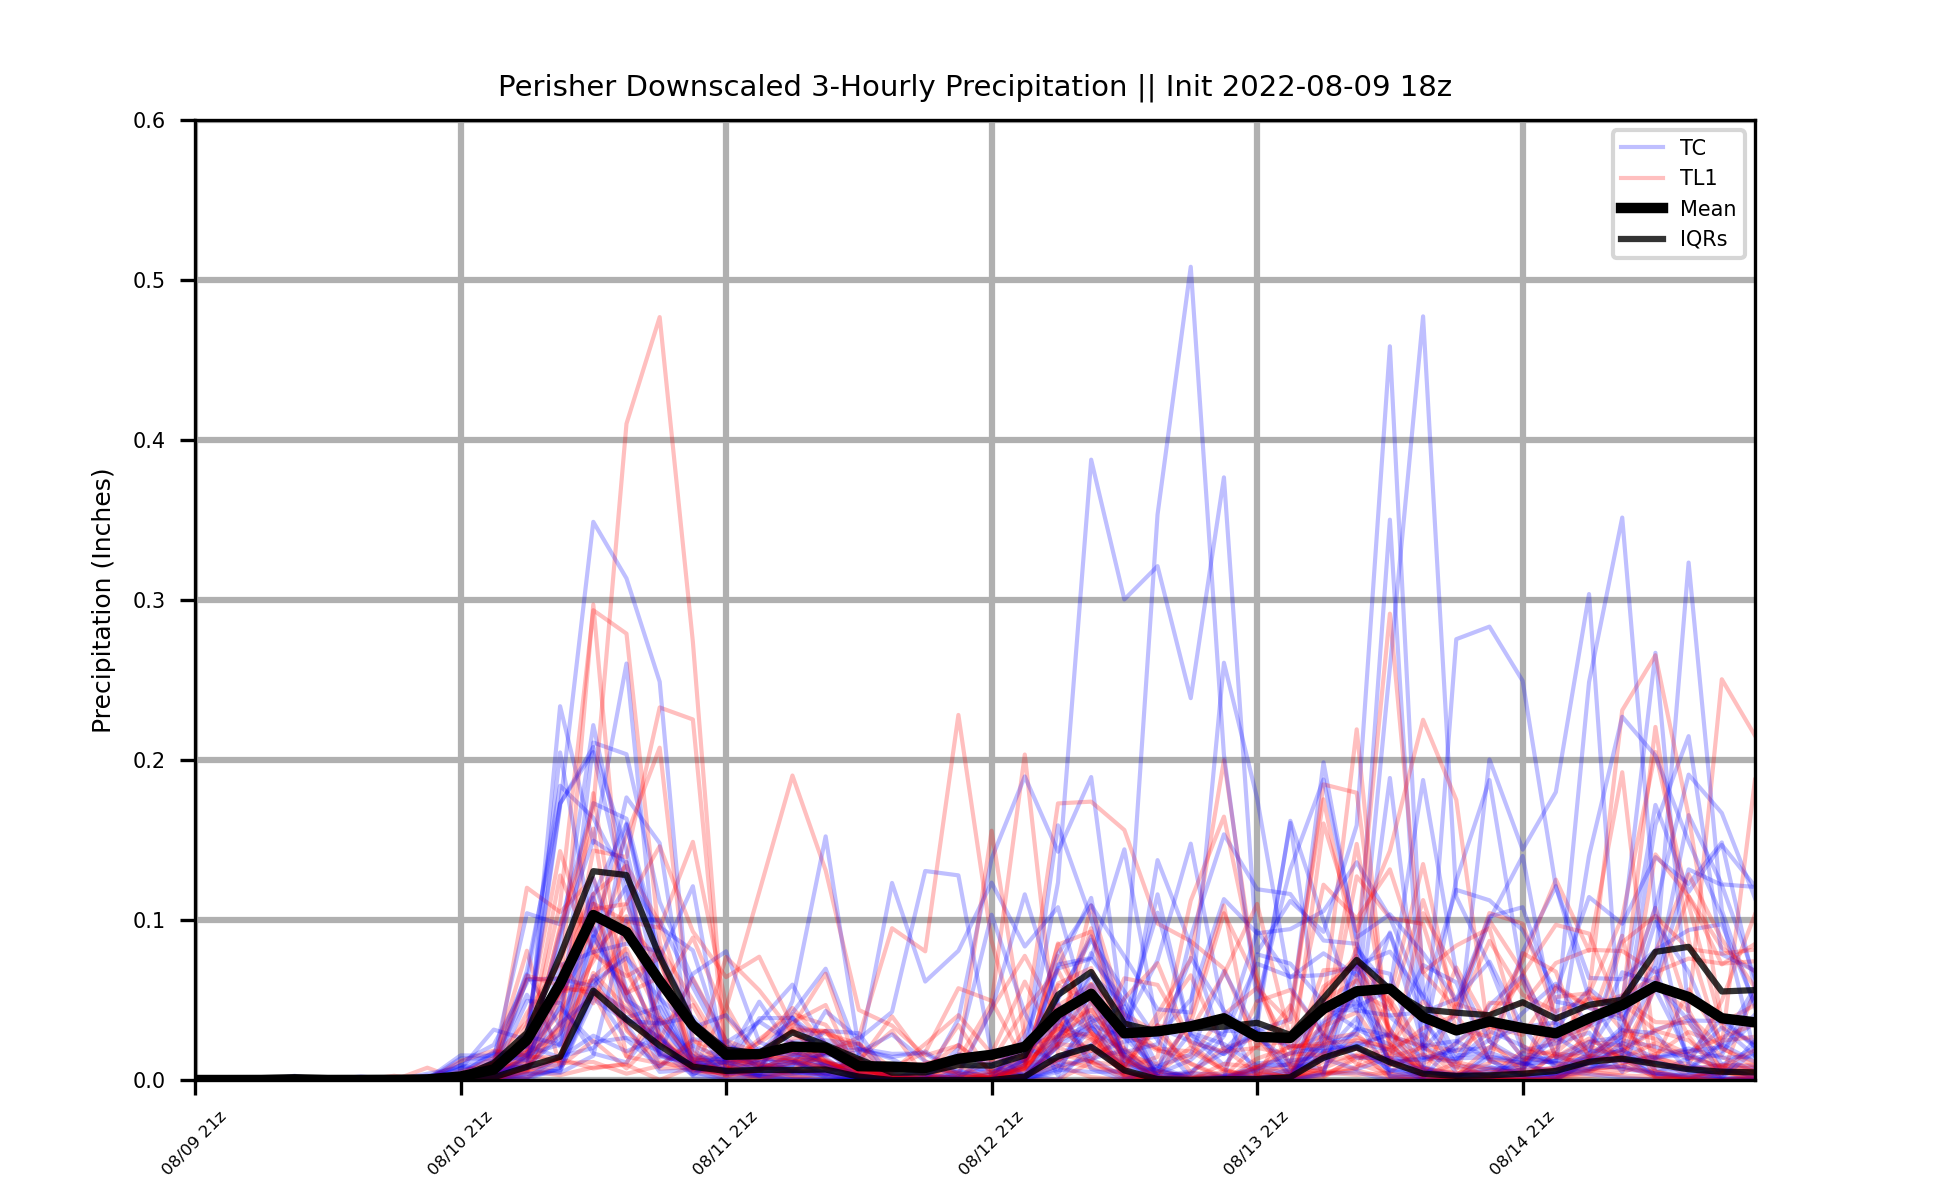 Perisher Downscaled 3-Hourly Precipitation || Init 2022-08-09 18z
TC
TL1
Mean
IQRs
Precipitation (Inches)
0.6
0.5
0.4
0.3
0.2
0.1
0.0
08/09 21z
08/10 21z
08/11 21z
08/12 21z
08/13 21z
08/14 21z